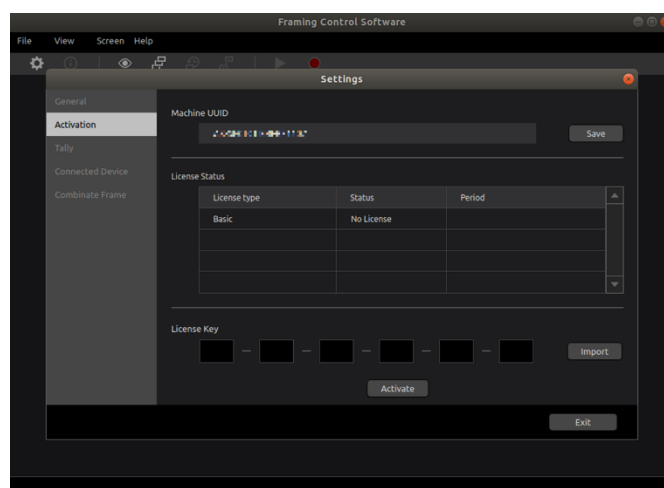 Framing Control Software
File View Screen Help
Settings
General
Activation
Tally
Connected Device
Combinate Frame
Machine UUID
Save
License Status
License type Status Period
Basic No License
License Key
Import
Activate
Exit